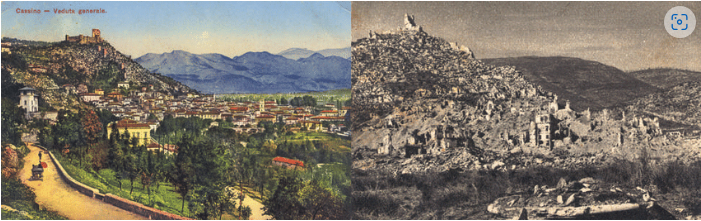 Cassino — Veduta generale.